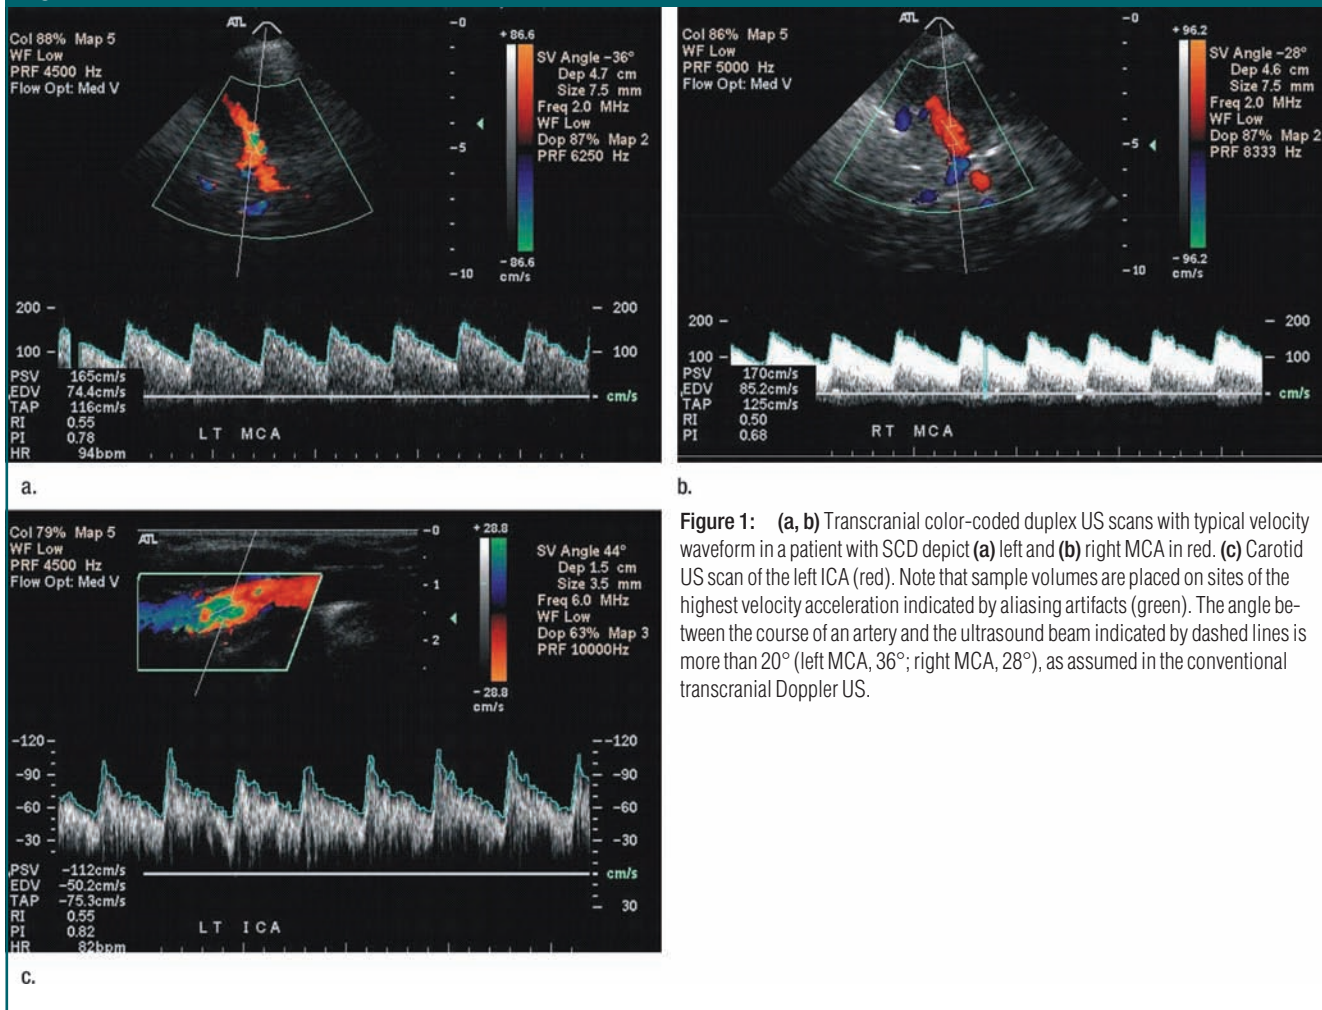 ATL
Col 88% Map 5
WF Low
PRF 4500 Hz
Flow Opt: Med V
+ 86.6
- 86.6
cm/s
SV Angle -36°
Dep 4.7 cm
Size 7.5 mm
Freq 2.0 MHz
WF Low
Dop 87% Map 2
PRF 6250 Hz
0
5
10
200
100
200
100
cm/s
PSV 165cm/s
EDV 74.4cm/s
TAP 116cm/s
RI 0.55
PI 0.78
HR 94bpm
LT MCA
a.
ATL
Col 86% Map 5
WF Low
PRF 5000 Hz
Flow Opt: Med V
+ 96.2
- 96.2
cm/s
SV Angle -28°
Dep 4.6 cm
Size 7.5 mm
Freq 2.0 MHz
WF Low
Dop 87% Map 2
PRF 8333 Hz
0
5
10
200
100
200
100
cm/s
PSV 170cm/s
EDV 85.2cm/s
TAP 125cm/s
RI 0.50
PI 0.68
RT MCA
b.
Col 79% Map 5
WF Low
PRF 4500 Hz
Flow Opt: Med V
ATL
0
1
2
+ 28.8
- 28.8
cm/s
SV Angle 44°
Dep 1.5 cm
Size 3.5 mm
Freq 6.0 MHz
WF Low
Dop 63% Map 3
PRF 10000Hz
-120
-90
-60
-30
-120
-90
-60
-30
cm/s
30
PSV -112cm/s
EDV -50.2cm/s
TAP -75.3cm/s
RI 0.55
PI 0.82
HR 82bpm
LT ICA
c.
Figure 1: (a, b) Transcranial color-coded duplex US scans with typical velocity
waveform in a patient with SCD depict (a) left and (b) right MCA in red. (c) Carotid
US scan of the left ICA (red). Note that sample volumes are placed on sites of the
highest velocity acceleration indicated by aliasing artifacts (green). The angle be-
tween the course of an artery and the ultrasound beam indicated by dashed lines is
more than 20° (left MCA, 36°; right MCA, 28°), as assumed in the conventional
transcranial Doppler US.